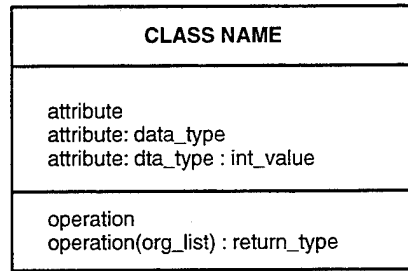 CLASS NAME
attribute
attribute: data_type
attribute: dta_type : int_value
operation
operation(org_list) : return_type